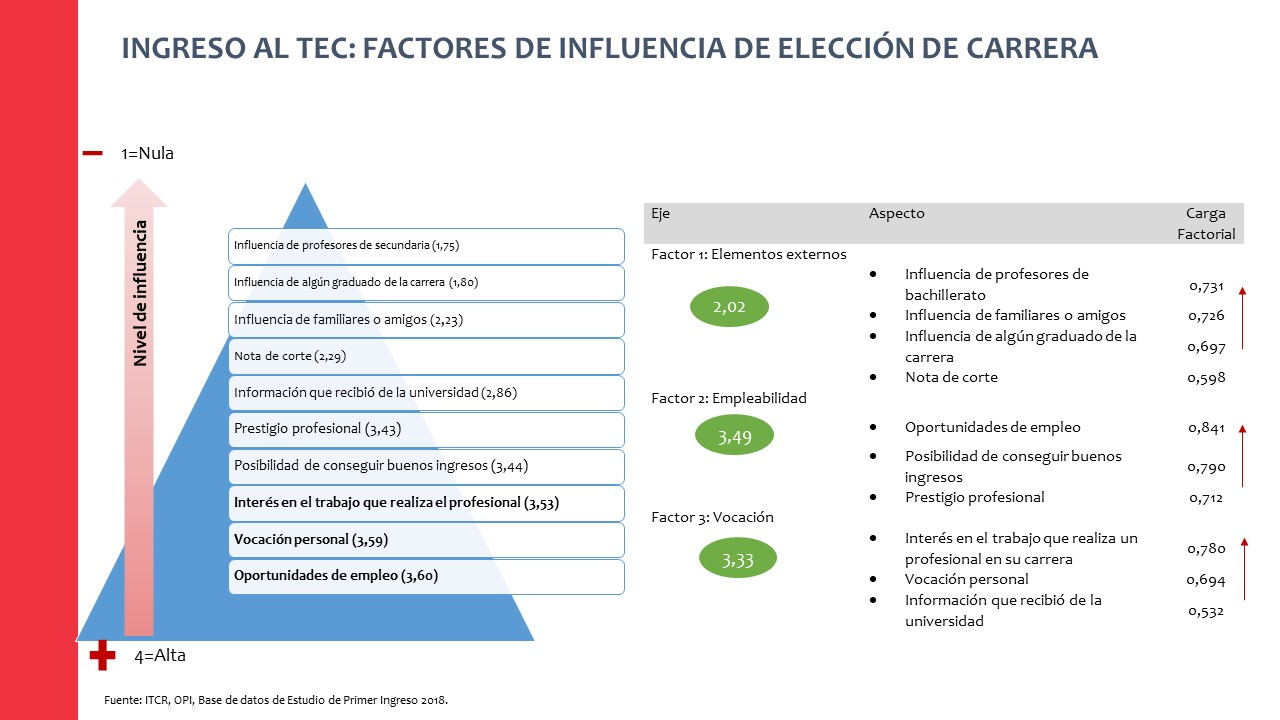 INGRESO AL TEC: FACTORES DE INFLUENCIA DE ELECCIÓN DE CARRERA
1=Nula
Nivel de influencia
Influencia de profesores de secundaria (1,75)
Influencia de algún graduado de la carrera (1,80)
Influencia de familiares o amigos (2,23)
Nota de corte (2,29)
Información que recibió de la universidad (2,86)
Prestigio profesional (3,43)
Posibilidad de conseguir buenos ingresos (3,44)
Interés en el trabajo que realiza el profesional (3,53)
Vocación personal (3,59)
Oportunidades de empleo (3,60)
4=Alta
Eje Aspecto Carga
Factorial
Factor 1: Elementos externos
2,02
• Influencia de profesores de
bachillerato 0,731
• Influencia de familiares o amigos 0,726
• Influencia de algún graduado de la
carrera 0,697
• Nota de corte 0,598
Factor 2: Empleabilidad
3,49
• Oportunidades de empleo 0,841
• Posibilidad de conseguir buenos
ingresos 0,790
• Prestigio profesional 0,712
Factor 3: Vocación
3,33
• Interés en el trabajo que realiza un
profesional en su carrera 0,780
• Vocación personal 0,694
• Información que recibió de la
universidad 0,532
Fuente: ITCR, OPI, Base de datos de Estudio de Primer Ingreso 2018.